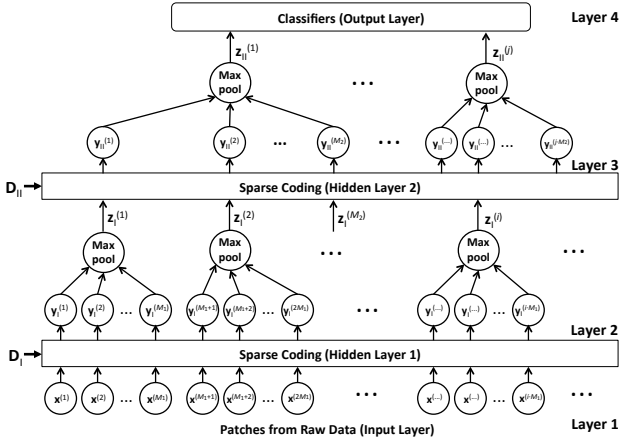 Classifiers (Output Layer) Layer 4
z_II^(1) z_II^(j)
Max pool ... Max pool
y_II^(1) y_II^(2) ... y_II^(M₂) ... y_II^(...) y_II^(...) ... y_II^(j·M₂)
Layer 3
D_II Sparse Coding (Hidden Layer 2)
z_I^(1) z_I^(2) z_I^(M₂) z_I^(i)
Max pool Max pool ... Max pool ...
y_I^(1) y_I^(2) ... y_I^(M₁) y_I^(M₁+1) y_I^(M₁+2) ... y_I^(2M₁) ... y_I^(...) y_I^(...) ... y_I^(i·M₁)
Layer 2
D_I Sparse Coding (Hidden Layer 1)
x^(1) x^(2) ... x^(M₁) x^(M₁+1) x^(M₁+2) ... x^(2M₁) ... x^(...) x^(...) ... x^(i·M₁) ...
Patches from Raw Data (Input Layer) Layer 1